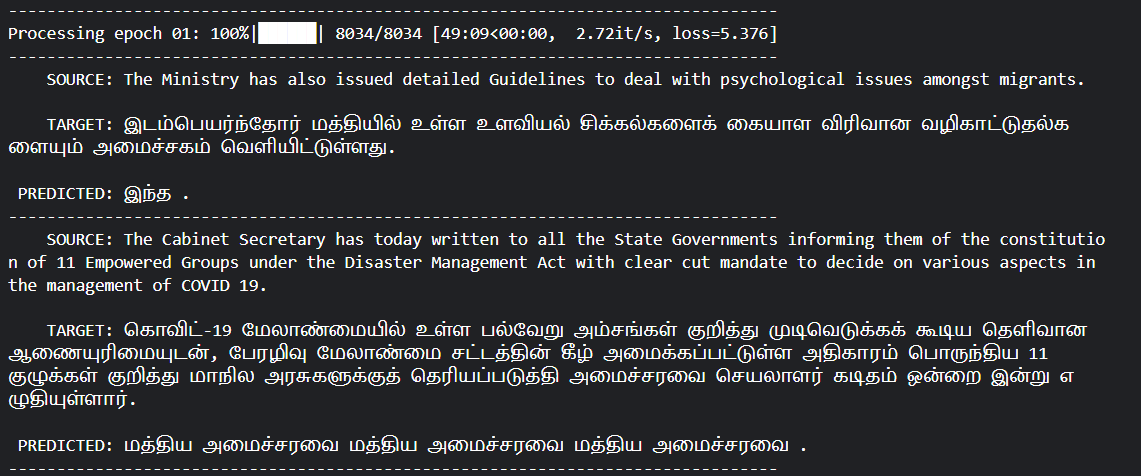 --------------------------------------------------------------------------------
Processing epoch 01: 100%|██████| 8034/8034 [49:09<00:00,  2.72it/s, loss=5.376]
--------------------------------------------------------------------------------
    SOURCE: The Ministry has also issued detailed Guidelines to deal with psychological issues amongst migrants.
    TARGET: இடம்பெயர்ந்தோர் மத்தியில் உள்ள உளவியல் சிக்கல்களைக் கையாள விரிவான வழிகாட்டுதல்க
ளையும் அமைச்சகம் வெளியிட்டுள்ளது.
 PREDICTED: இந்த .
--------------------------------------------------------------------------------
    SOURCE: The Cabinet Secretary has today written to all the State Governments informing them of the constitutio
n of 11 Empowered Groups under the Disaster Management Act with clear cut mandate to decide on various aspects in
the management of COVID 19.
    TARGET: கொவிட்-19 மேலாண்மையில் உள்ள பல்வேறு அம்சங்கள் குறித்து முடிவெடுக்கக் கூடிய தெளிவான
ஆணையுரிமையுடன், பேரழிவு மேலாண்மை சட்டத்தின் கீழ் அமைக்கப்பட்டுள்ள அதிகாரம் பொருந்திய 11
குழுக்கள் குறித்து மாநில அரசுகளுக்குத் தெரியப்படுத்தி அமைச்சரவை செயலாளர் கடிதம் ஒன்றை இன்று எ
ழுதியுள்ளார்.
 PREDICTED: மத்திய அமைச்சரவை மத்திய அமைச்சரவை மத்திய அமைச்சரவை .
--------------------------------------------------------------------------------